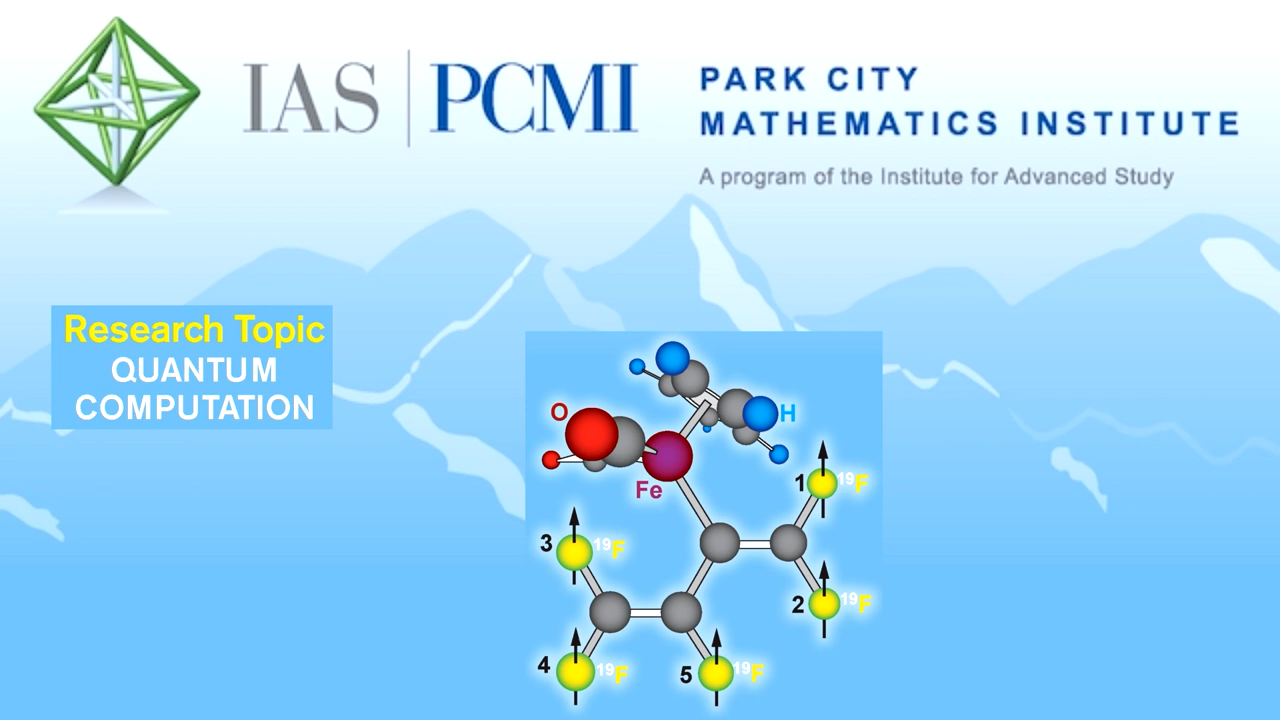 IAS | PCMI
PARK CITY
MATHEMATICS INSTITUTE
A program of the Institute for Advanced Study
Research Topic
QUANTUM
COMPUTATION
O
H
Fe
1 19F
3 19F
2 19F
4 19F
5 19F